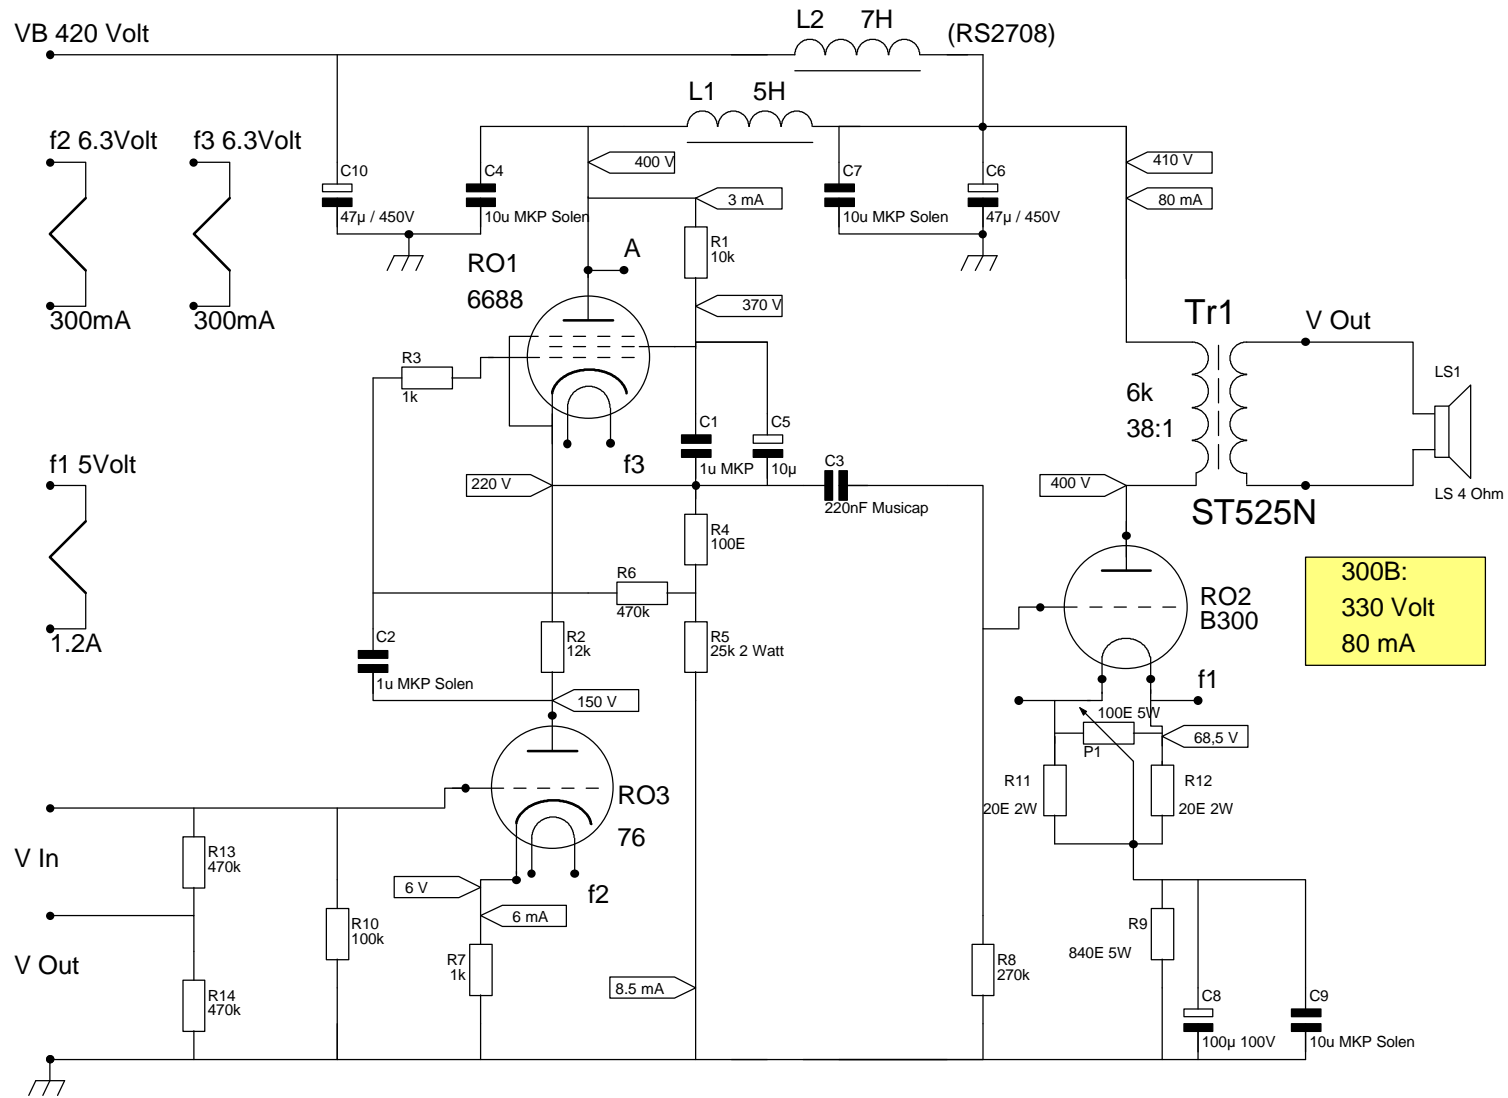 L2 7H (RS2708)
VB 420 Volt
L1 5H
f2 6.3Volt
f3 6.3Volt
300mA
300mA
C10
47µ / 450V
C4
10u MKP Solen
400 V
3 mA
C7
10u MKP Solen
C6
47µ / 450V
410 V
80 mA
R1
10k
A
RO1
6688
370 V
R3
1k
f3
C1
1u MKP
C5
10µ
C3
220nF Musicap
220 V
R4
100E
R6
470k
R5
25k 2 Watt
R2
12k
C2
1u MKP Solen
150 V
f1 5Volt
1.2A
Tr1
V Out
6k
38:1
LS1
LS 4 Ohm
ST525N
400 V
RO2
B300
300B:
330 Volt
80 mA
f1
100E 5W
P1
68,5 V
R11
20E 2W
R12
20E 2W
RO3
76
f2
6 V
6 mA
V In
R13
470k
V Out
R14
470k
R10
100k
R7
1k
8.5 mA
R8
270k
R9
840E 5W
C8
100µ 100V
C9
10u MKP Solen